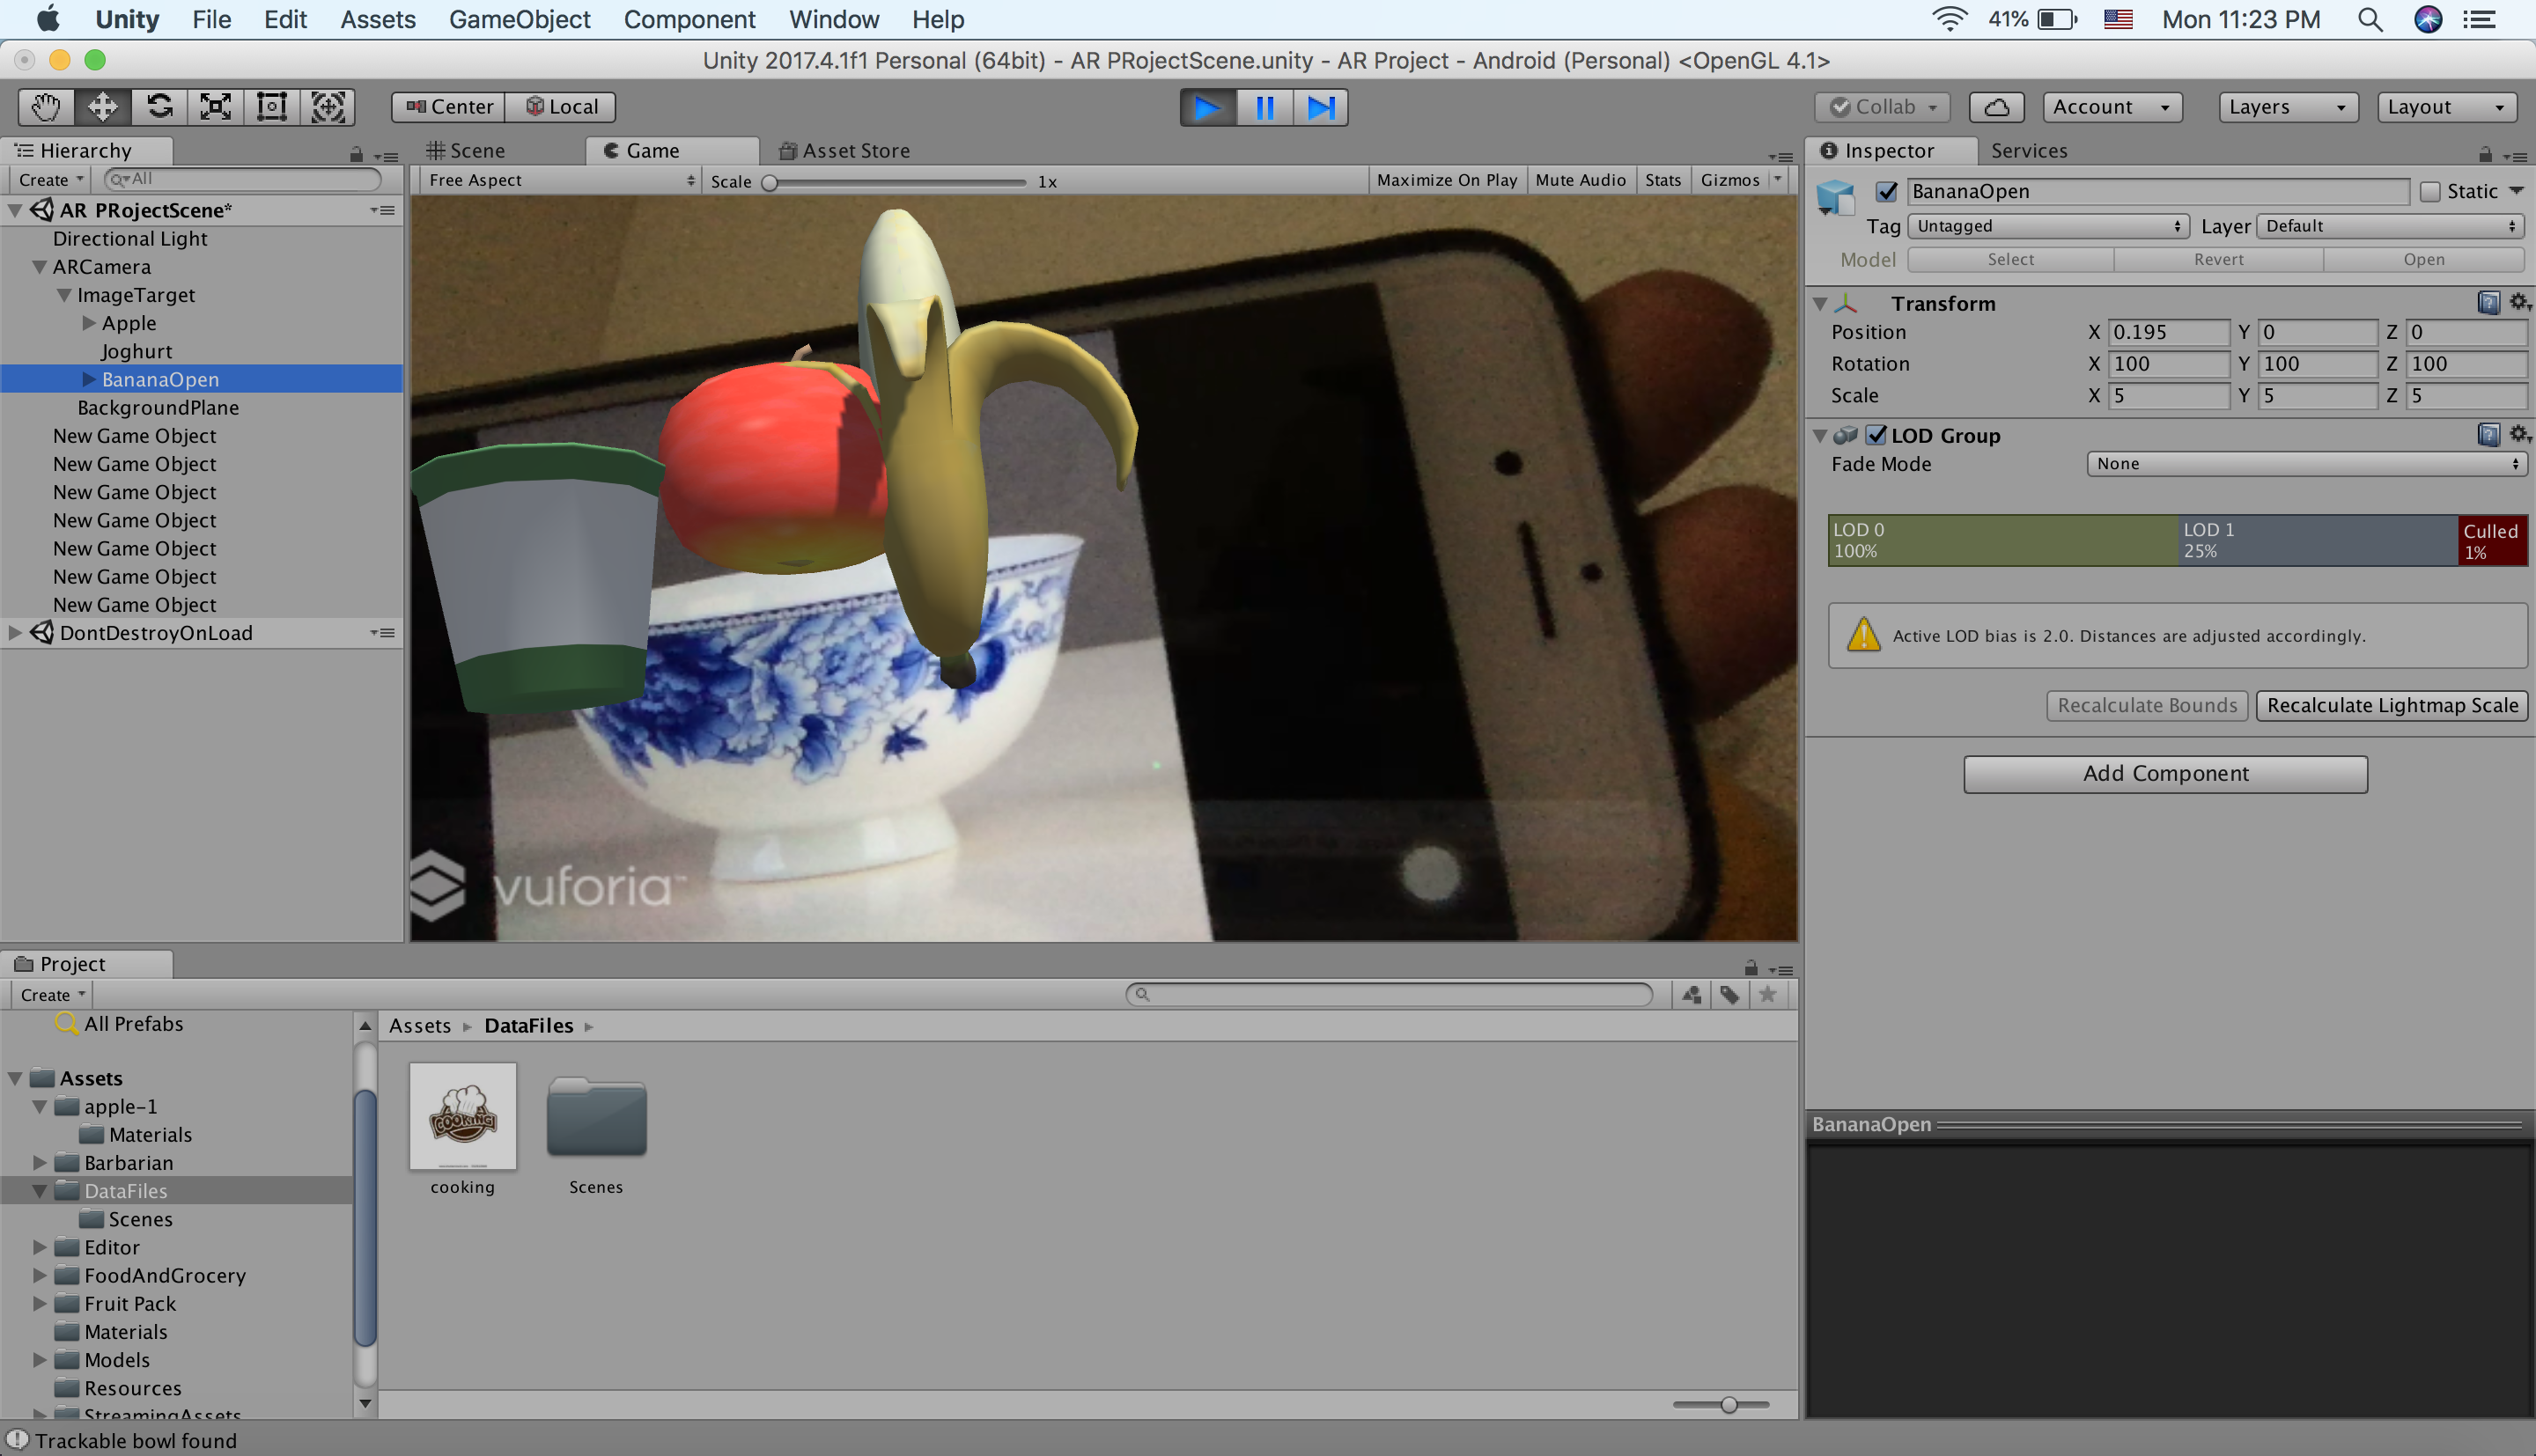 Unity File Edit Assets GameObject Component Window Help 41% Mon 11:23 PM
Unity 2017.4.1f1 Personal (64bit) - AR PRojectScene.unity - AR Project - Android (Personal) <OpenGL 4.1>
Center Local Collab Account Layers Layout
Hierarchy
Create All
AR PRojectScene*
Directional Light
ARCamera
ImageTarget
Apple
Joghurt
BananaOpen
BackgroundPlane
New Game Object
New Game Object
New Game Object
New Game Object
New Game Object
New Game Object
New Game Object
DontDestroyOnLoad
Scene Game Asset Store
Free Aspect Scale 1x Maximize On Play Mute Audio Stats Gizmos
vuforia™
Inspector Services
BananaOpen Static
Tag Untagged Layer Default
Model Select Revert Open
Transform
Position X 0.195 Y 0 Z 0
Rotation X 100 Y 100 Z 100
Scale X 5 Y 5 Z 5
LOD Group
Fade Mode None
LOD 0 LOD 1 Culled
100% 25% 1%
Active LOD bias is 2.0. Distances are adjusted accordingly.
Recalculate Bounds Recalculate Lightmap Scale
Add Component
BananaOpen
Project
Create
All Prefabs
Assets
apple-1
Materials
Barbarian
DataFiles
Scenes
Editor
FoodAndGrocery
Fruit Pack
Materials
Models
Resources
StreamingAssets
Assets DataFiles
COOKING
cooking Scenes
Trackable bowl found